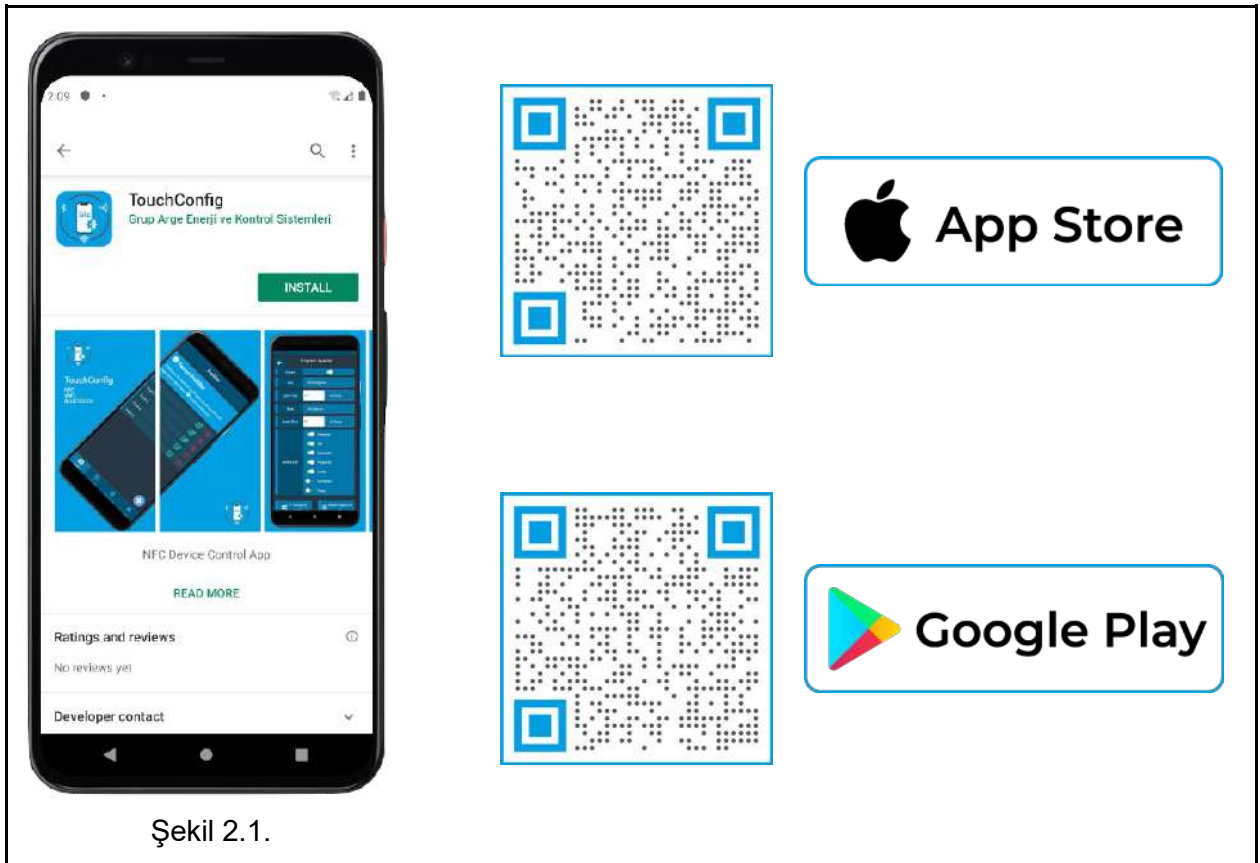 2:09
TouchConfig
Grup Arge Enerji ve Kontrol Sistemleri
INSTALL
TouchConfig
NFC Device Control App
READ MORE
Ratings and reviews
No reviews yet
Developer contact
App Store
Google Play
Şekil 2.1.